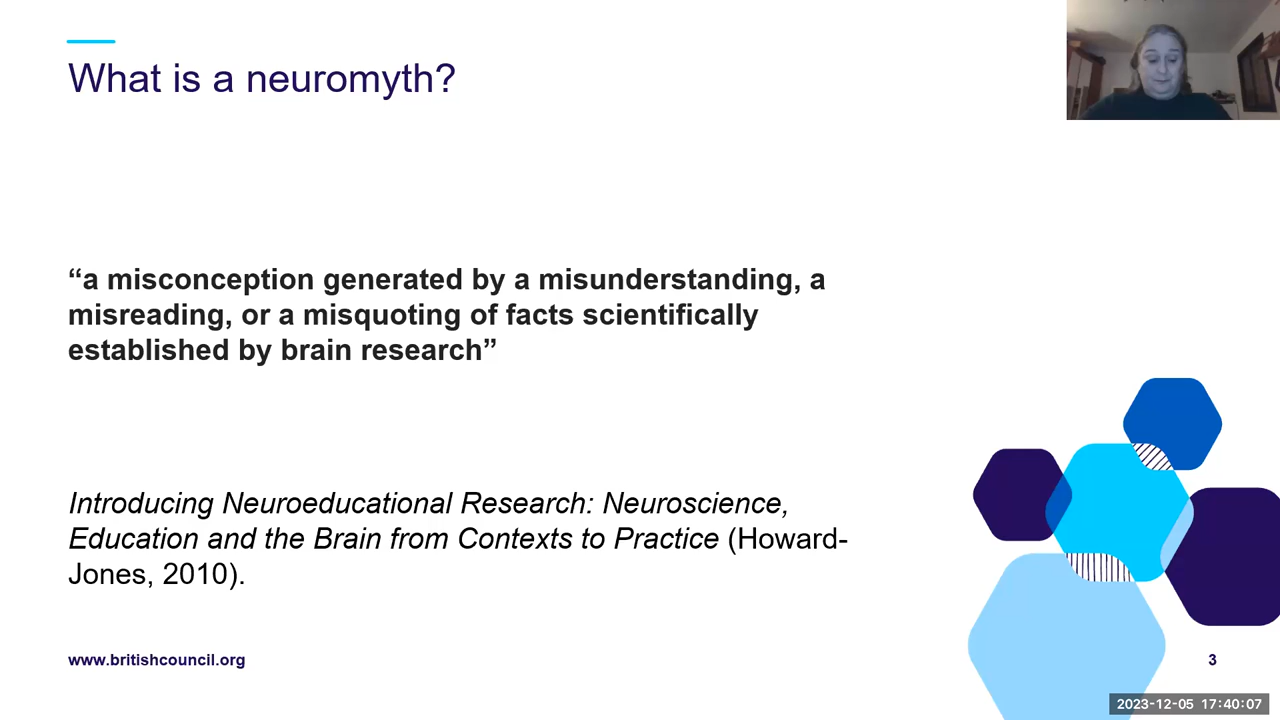 What is a neuromyth?
“a misconception generated by a misunderstanding, a
misreading, or a misquoting of facts scientifically
established by brain research”
Introducing Neuroeducational Research: Neuroscience,
Education and the Brain from Contexts to Practice (Howard-
Jones, 2010).
www.britishcouncil.org
3
2023-12-05 17:40:07